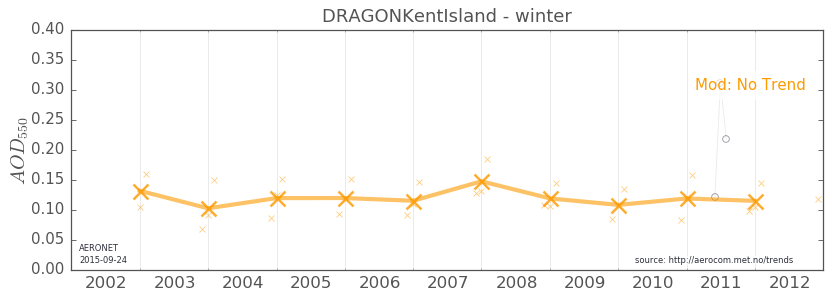 DRAGONKentIsland - winter
0.40
0.35
0.30
0.25
0.20
0.15
0.10
0.05
0.00
AOD550
Mod: No Trend
AERONET
2015-09-24
source: http://aerocom.met.no/trends
2002 2003 2004 2005 2006 2007 2008 2009 2010 2011 2012